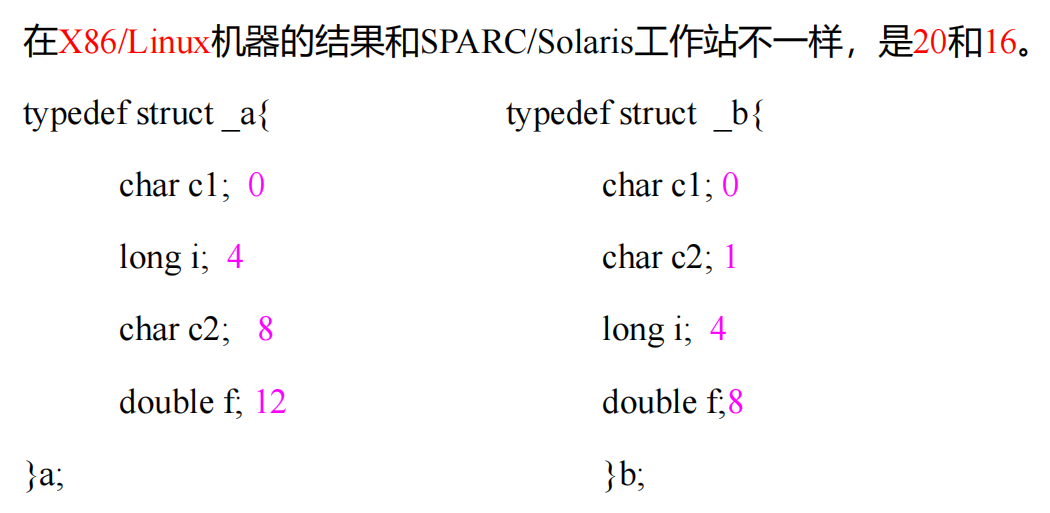 在X86/Linux机器的结果和SPARC/Solaris工作站不一样，是20和16。
typedef struct _a{ typedef struct _b{
char c1; 0 char c1; 0
long i; 4 char c2; 1
char c2; 8 long i; 4
double f; 12 double f;8
}a; }b;